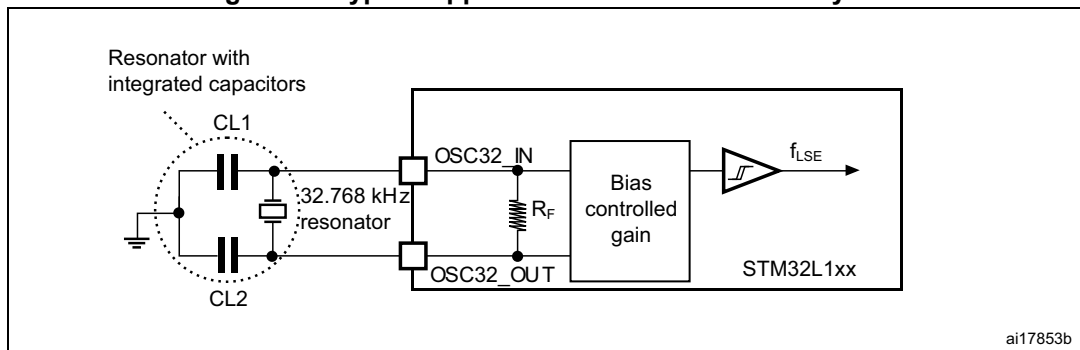 Resonator with
integrated capacitors
CL1
OSC32_IN
32.768 kHz
resonator
RF
Bias
controlled
gain
fLSE
OSC32_OUT
STM32L1xx
CL2
ai17853b